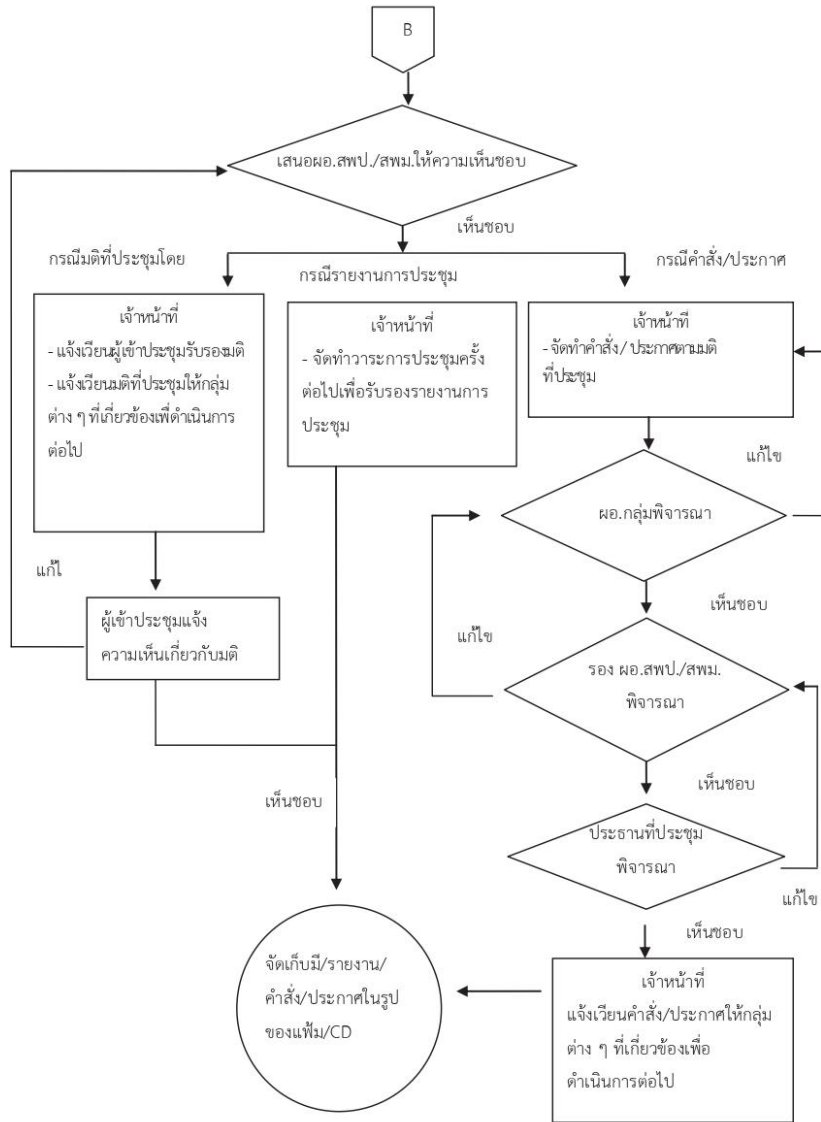 B
เสนอผอ.สพป./สพม.ให้ความเห็นชอบ
เห็นชอบ
กรณีมติที่ประชุมโดย
กรณีรายงานการประชุม
กรณีคำสั่ง/ประกาศ
เจ้าหน้าที่
- แจ้งเวียนผู้เข้าประชุมรับรองมติ
- แจ้งเวียนมติที่ประชุมให้กลุ่ม
ต่าง ๆ ที่เกี่ยวข้องเพื่ดำเนินการ
ต่อไป
เจ้าหน้าที่
- จัดทำวาระการประชุมครั้ง
ต่อไปเพื่อรับรองรายงานการ
ประชุม
เจ้าหน้าที่
- จัดทำคำสั่ง / ประกาศตามมติ
ที่ประชุม
แก้ไข
ผอ.กลุ่มพิจารณา
แก้ไ
เห็นชอบ
ผู้เข้าประชุมแจ้ง
ความเห็นเกี่ยวกับมติ
แก้ไข
รอง ผอ.สพป./สพม.
พิจารณา
เห็นชอบ
เห็นชอบ
ประธานที่ประชุม
พิจารณา
แก้ไข
เห็นชอบ
จัดเก็บมี/รายงาน/
คำสั่ง/ประกาศในรูป
ของแฟ้ม/CD
เจ้าหน้าที่
แจ้งเวียนคำสั่ง/ประกาศให้กลุ่ม
ต่าง ๆ ที่เกี่ยวข้องเพื่อ
ดำเนินการต่อไป